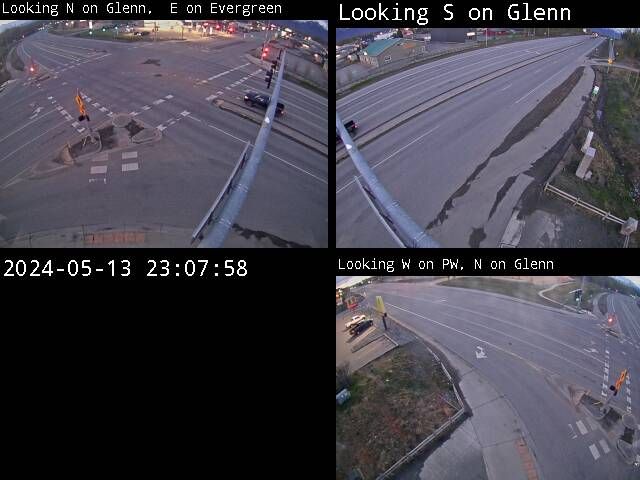 Looking N on Glenn,  E on Evergreen
Looking S on Glenn
2024-05-13 23:07:58
Looking W on PW, N on Glenn